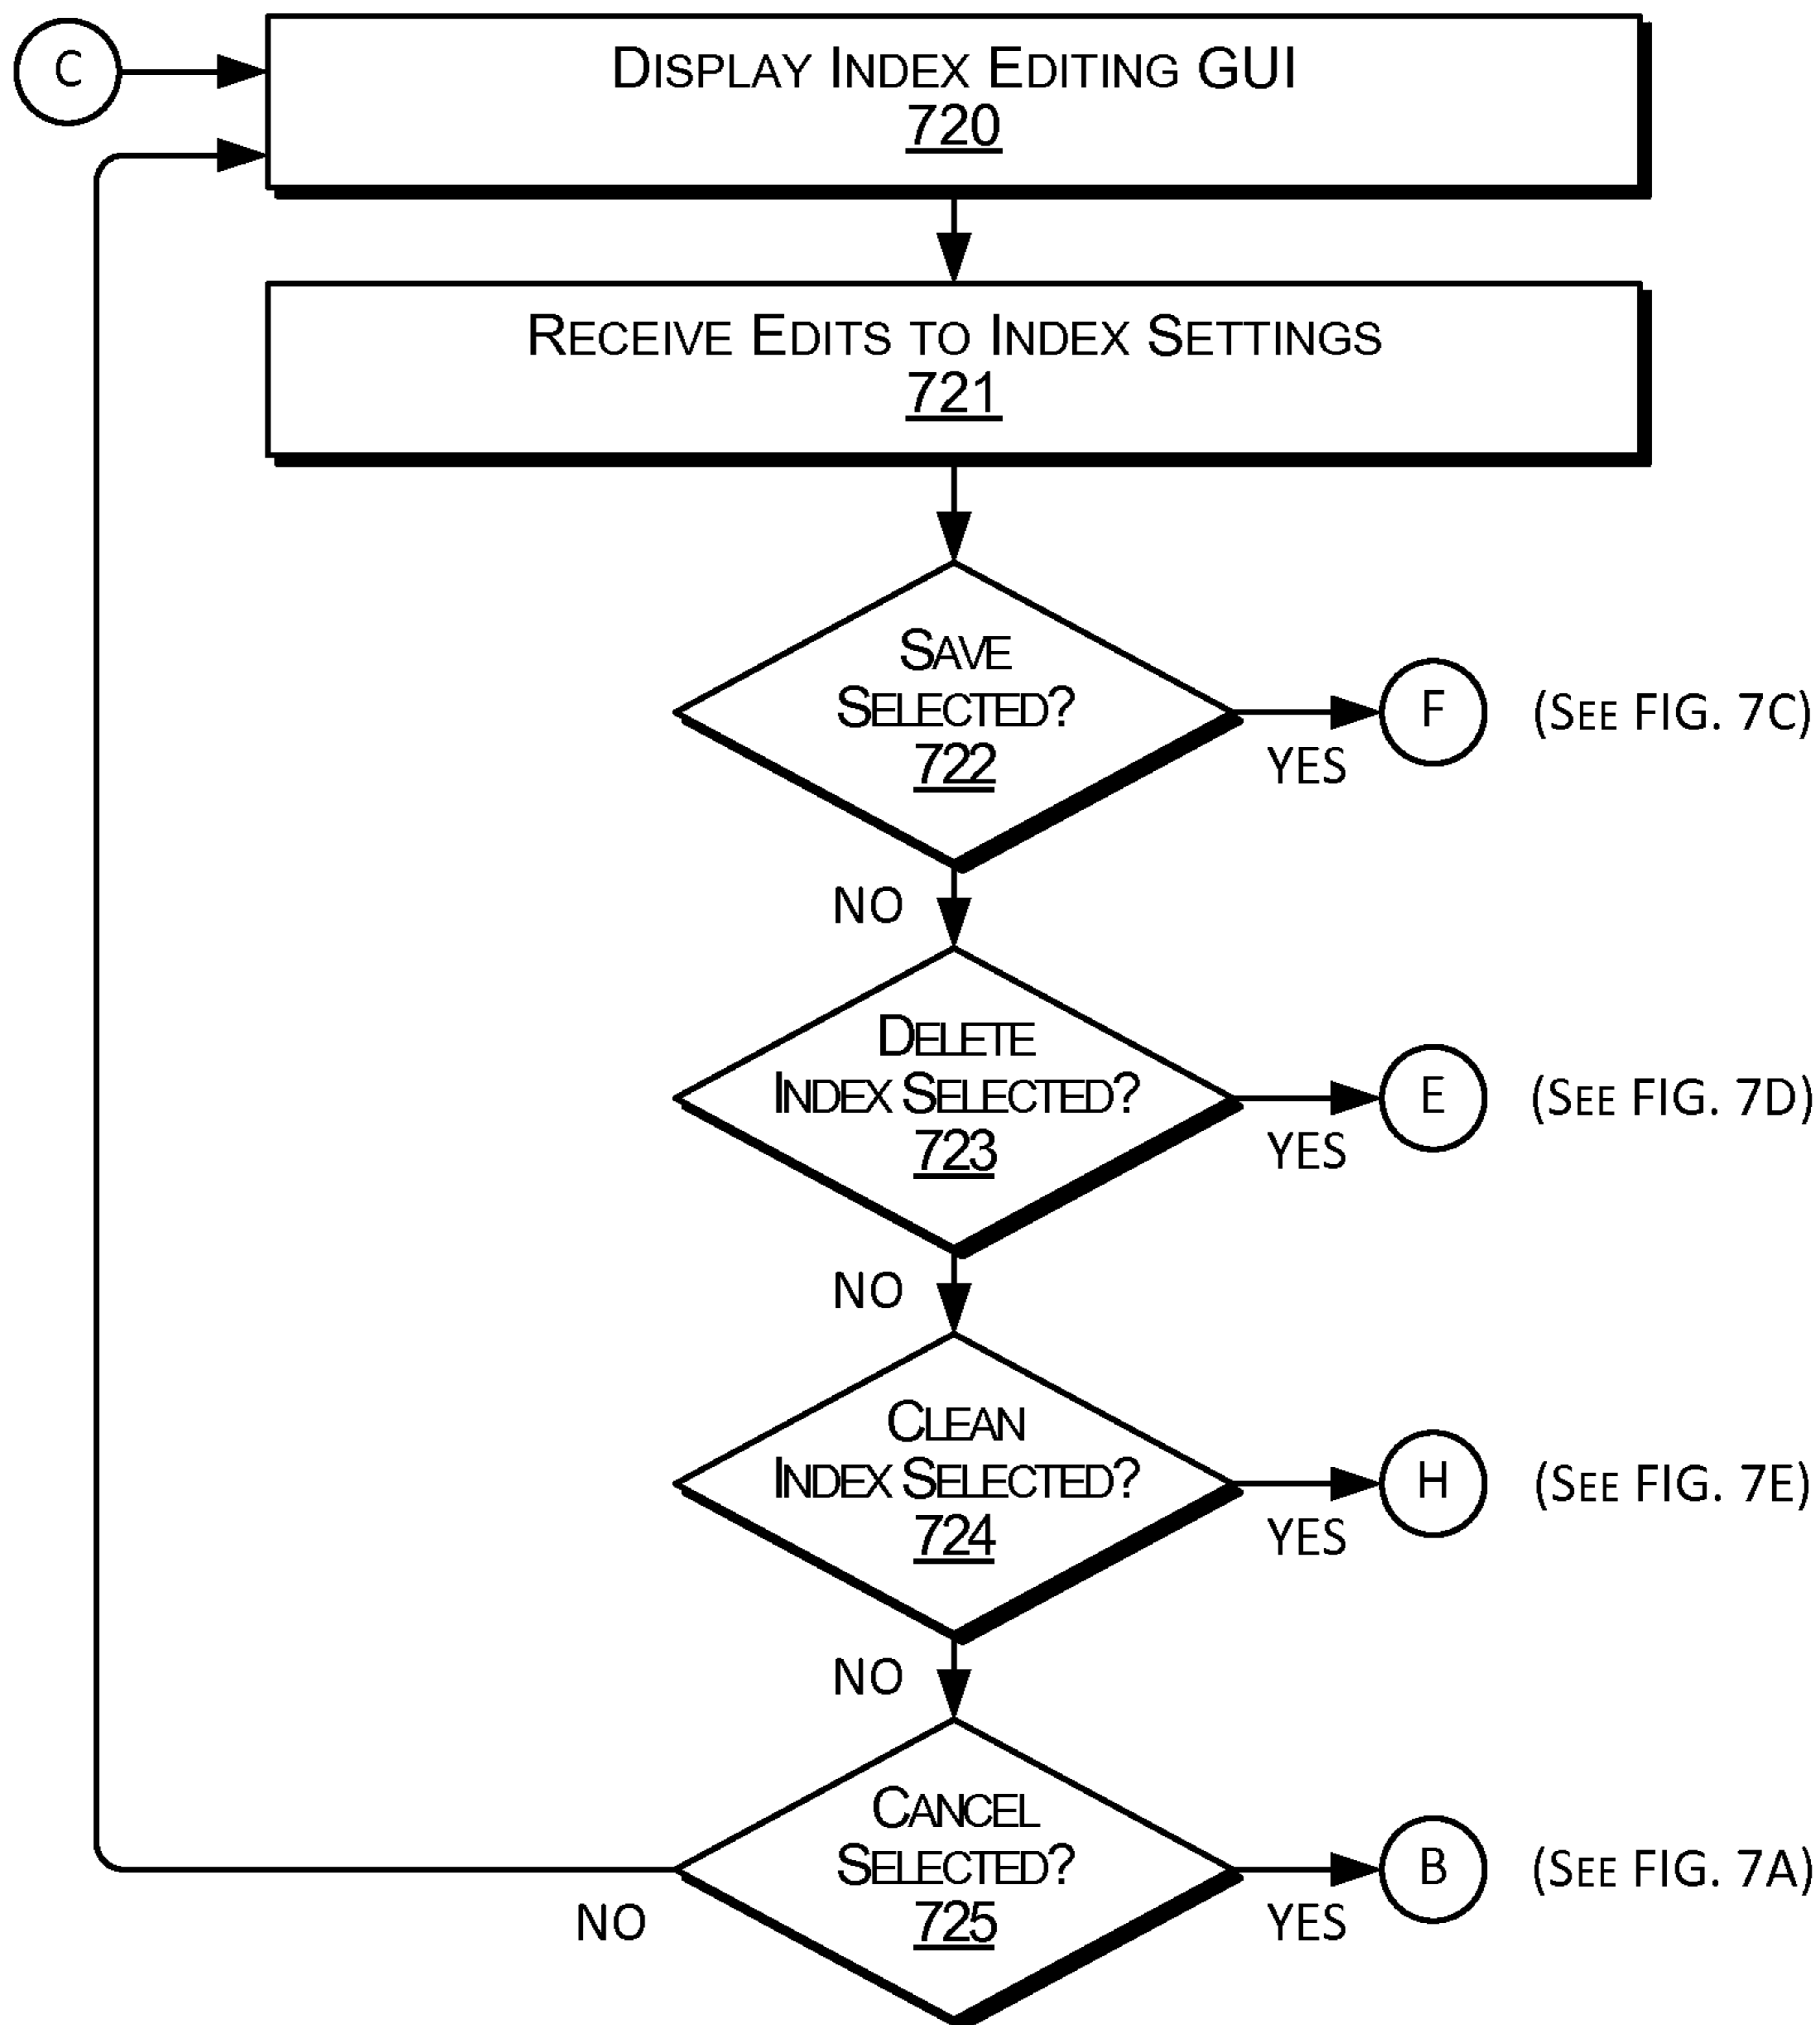 C
DISPLAY INDEX EDITING GUI
720
RECEIVE EDITS TO INDEX SETTINGS
721
SAVE
SELECTED?
722
YES
F
(SEE FIG. 7C)
NO
DELETE
INDEX SELECTED?
723
YES
E
(SEE FIG. 7D)
NO
CLEAN
INDEX SELECTED?
724
YES
H
(SEE FIG. 7E)
NO
CANCEL
SELECTED?
725
YES
B
(SEE FIG. 7A)
NO